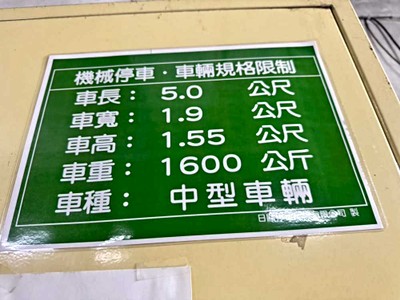 機械停車・車輛規格限制
車長： 5.0 公尺
車寬： 1.9 公尺
車高： 1.55 公尺
車重： 1600 公斤
車種： 中型車輛
製